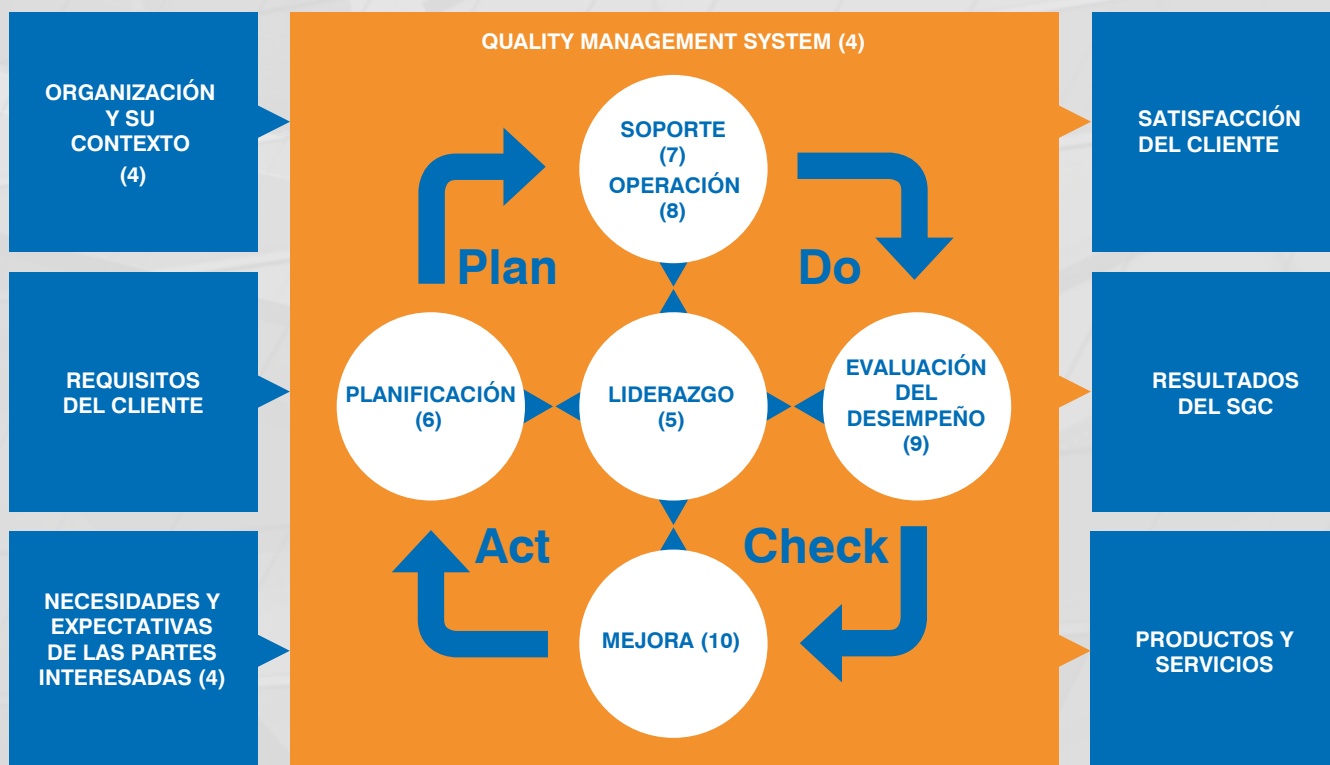 QUALITY MANAGEMENT SYSTEM (4)
ORGANIZACIÓN
Y SU
CONTEXTO
(4)
REQUISITOS
DEL CLIENTE
NECESIDADES Y
EXPECTATIVAS
DE LAS PARTES
INTERESADAS (4)
SOPORTE
(7)
OPERACIÓN
(8)
Plan
Do
PLANIFICACIÓN
(6)
LIDERAZGO
(5)
EVALUACIÓN
DEL
DESEMPEÑO
(9)
Act
Check
MEJORA (10)
SATISFACCIÓN
DEL CLIENTE
RESULTADOS
DEL SGC
PRODUCTOS Y
SERVICIOS